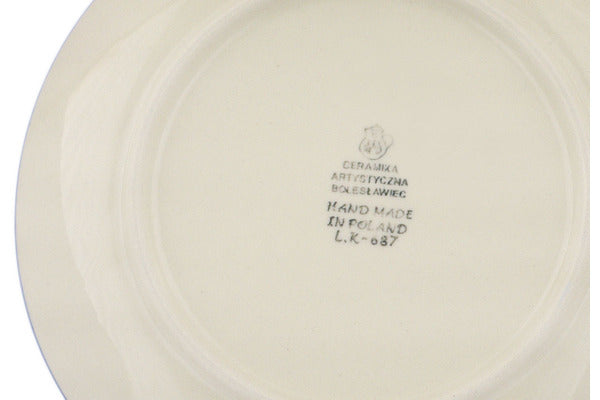 CERAMIKA
ARTYSTYCZNA
BOLESŁAWIEC
HAND MADE
IN POLAND
L.K-687